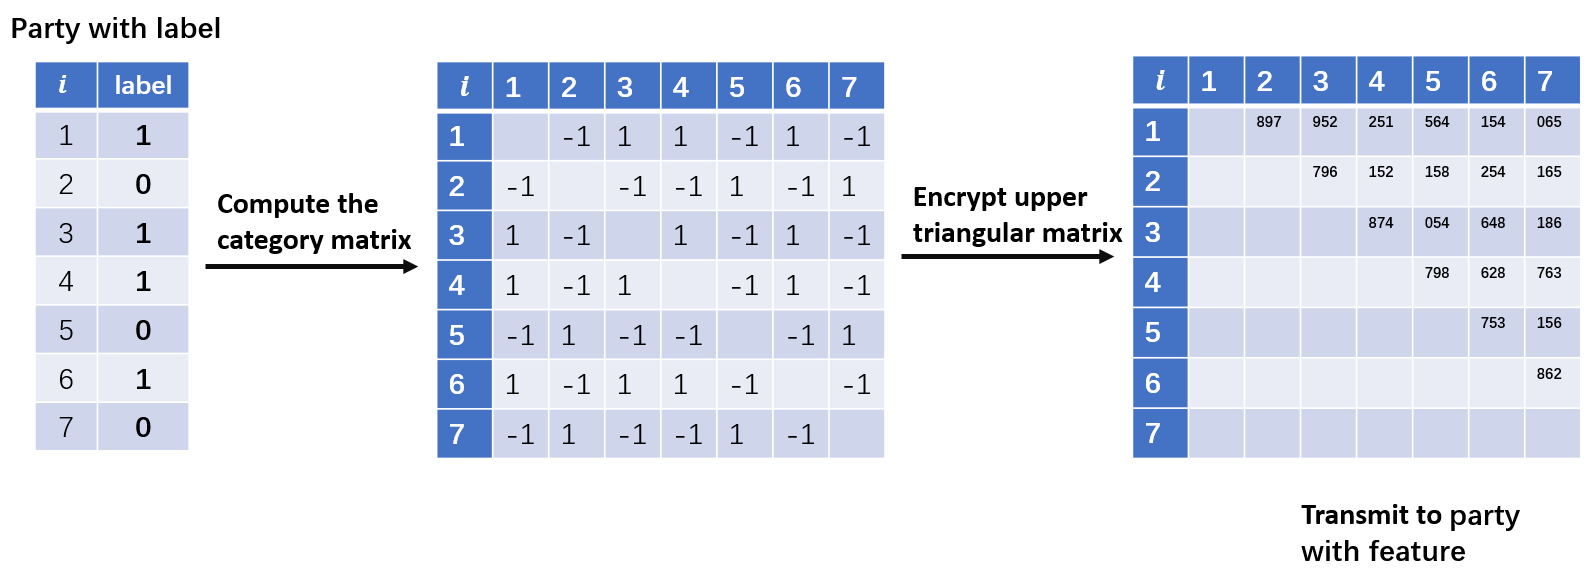 Party with label
i label
1 1
2 0
3 1
4 1
5 0
6 1
7 0
Compute the
category matrix
i 1 2 3 4 5 6 7
1 -1 1 1 -1 1 -1
2 -1 -1 -1 1 -1 1
3 1 -1 1 -1 1 -1
4 1 -1 1 -1 1 -1
5 -1 1 -1 -1 -1 1
6 1 -1 1 1 -1 -1
7 -1 1 -1 -1 1 -1
Encrypt upper
triangular matrix
i 1 2 3 4 5 6 7
1 897 952 251 564 154 065
2 796 152 158 254 165
3 874 054 648 186
4 798 628 763
5 753 156
6 862
7
Transmit to party
with feature